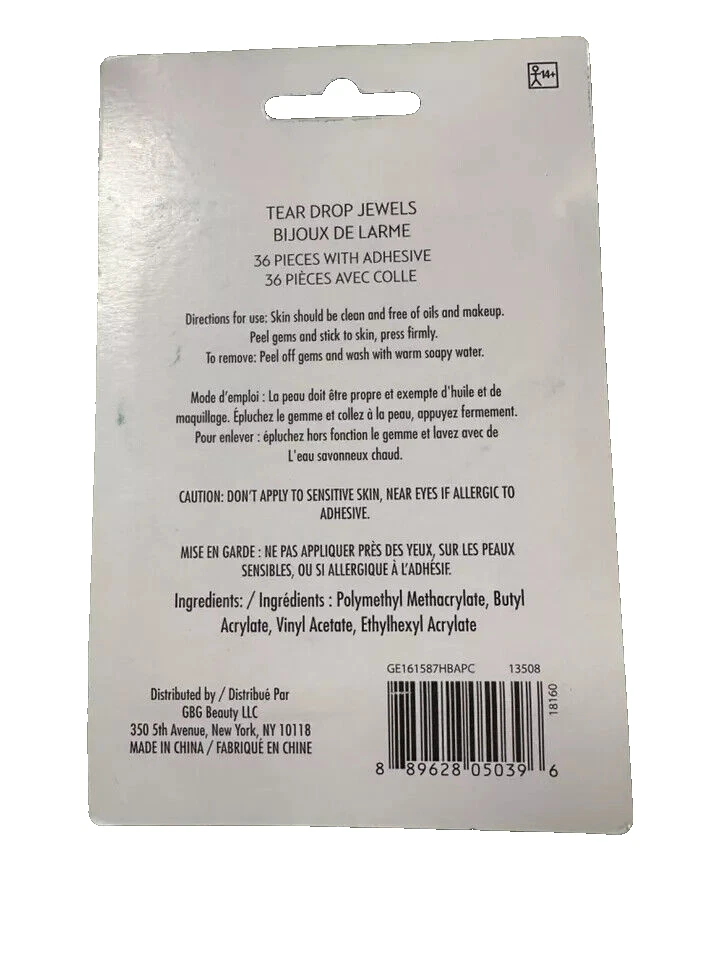 14+
TEAR DROP JEWELS
BIJOUX DE LARME
36 PIECES WITH ADHESIVE
36 PIÈCES AVEC COLLE
Directions for use: Skin should be clean and free of oils and makeup.
Peel gems and stick to skin, press firmly.
To remove: Peel off gems and wash with warm soapy water.
Mode d'emploi : La peau doit être propre et exempte d'huile et de
maquillage. Épluchez le gemme et collez à la peau, appuyez fermement.
Pour enlever : épluchez hors fonction le gemme et lavez avec de
L'eau savonneux chaud.
CAUTION: DON'T APPLY TO SENSITIVE SKIN, NEAR EYES IF ALLERGIC TO
ADHESIVE.
MISE EN GARDE : NE PAS APPLIQUER PRÈS DES YEUX, SUR LES PEAUX
SENSIBLES, OU SI ALLERGIQUE À L'ADHÉSIF.
Ingredients: / Ingrédients : Polymethyl Methacrylate, Butyl
Acrylate, Vinyl Acetate, Ethylhexyl Acrylate
Distributed by / Distribué Par
GBG Beauty LLC
350 5th Avenue, New York, NY 10118
MADE IN CHINA / FABRIQUÉ EN CHINE
GE161587HBAPC 13508
18160
8 89628 05039 6